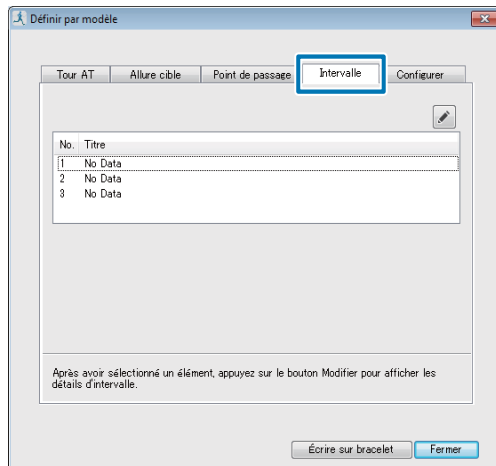 Définir par modèle
Tour AT Allure cible Point de passage Intervalle Configurer
No. Titre
1 No Data
2 No Data
3 No Data
Après avoir sélectionné un élément, appuyez sur le bouton Modifier pour afficher les
détails d'intervalle.
Écrire sur bracelet Fermer